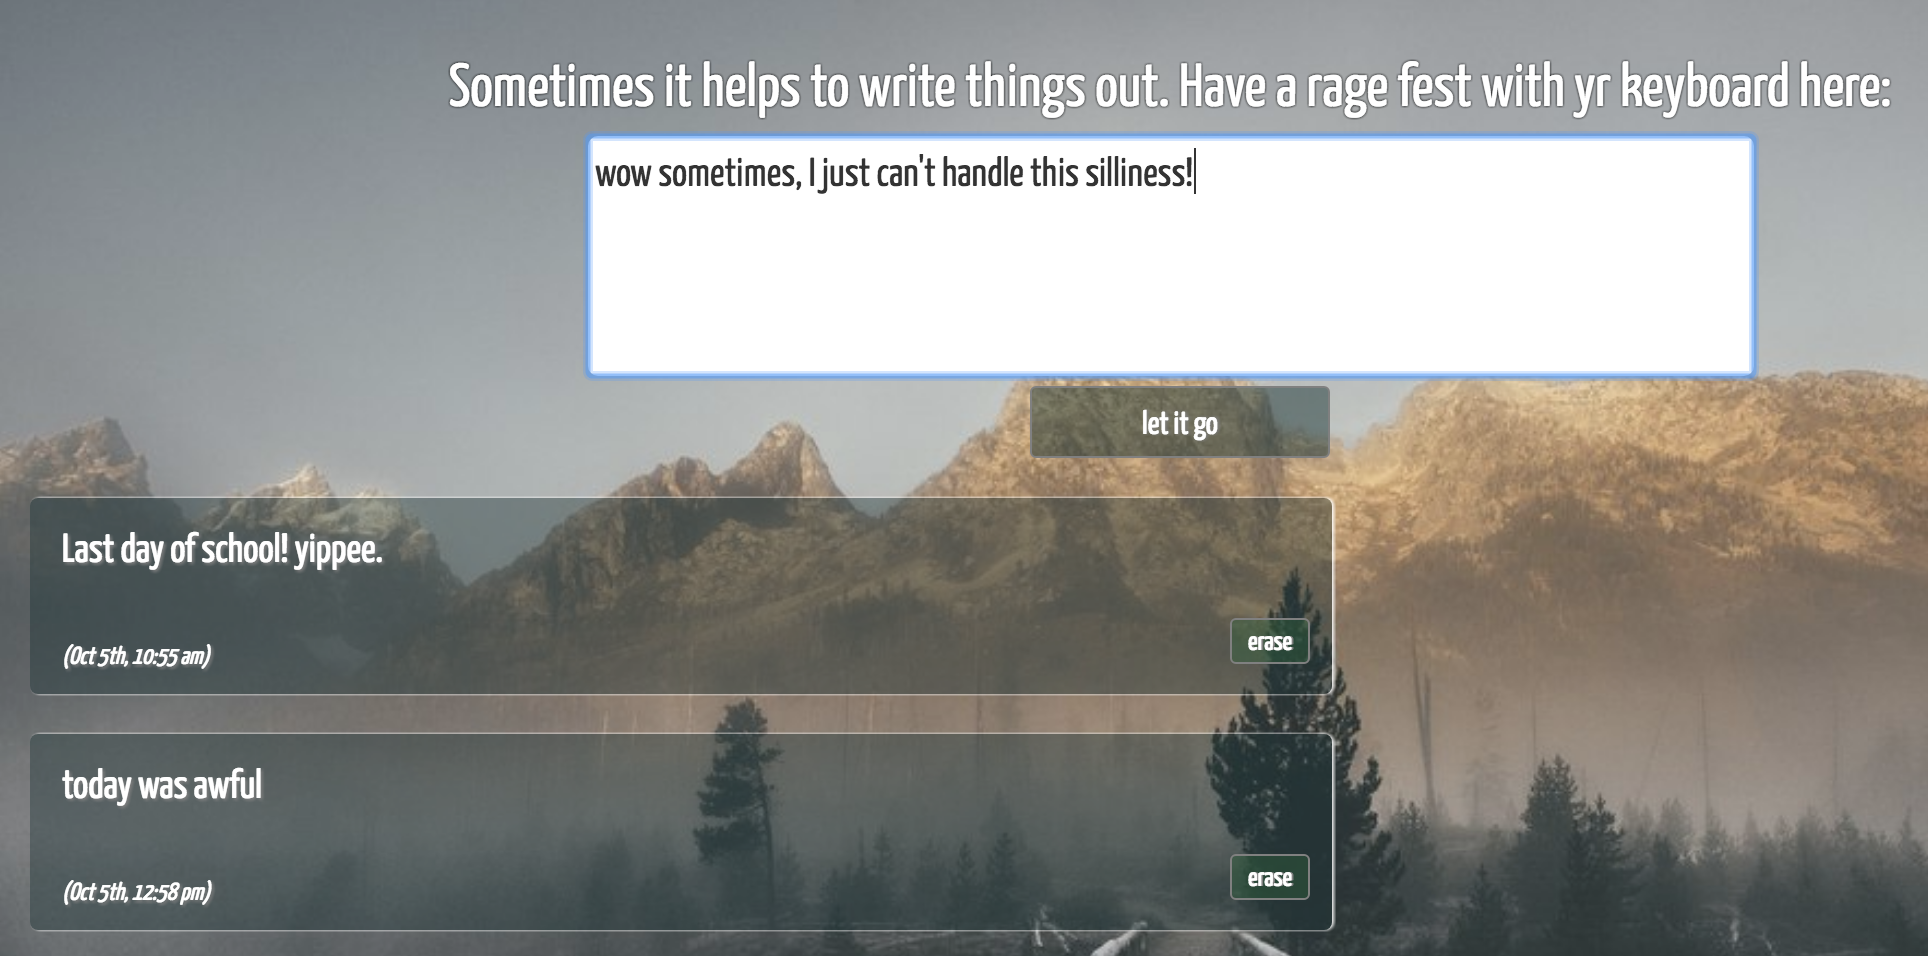 Sometimes it helps to write things out. Have a rage fest with yr keyboard here:
wow sometimes, I just can't handle this silliness!
let it go
Last day of school! yippee.
(Oct 5th, 10:55 am)
erase
today was awful
(Oct 5th, 12:58 pm)
erase